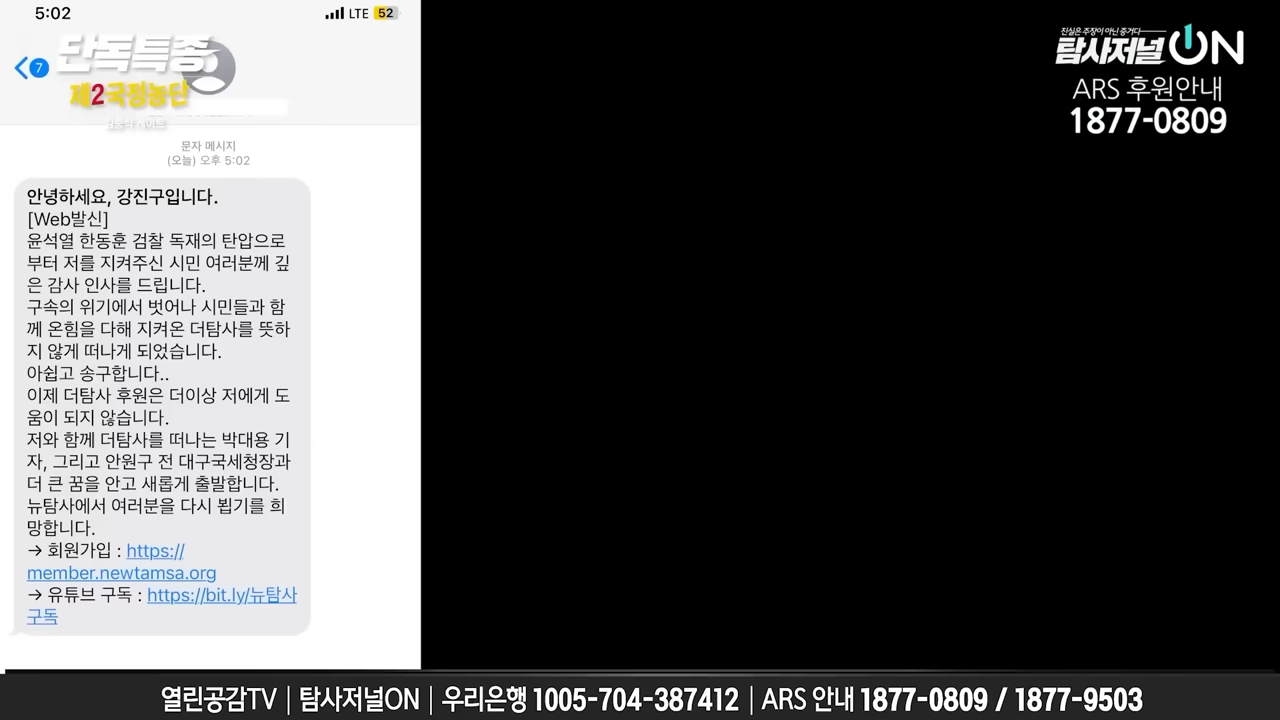 5:02
LTE 52
7
단독특종
제2국정농단
문자 메시지
(오늘) 오후 5:02
안녕하세요, 강진구입니다.
[Web발신]
윤석열 한동훈 검찰 독재의 탄압으로
부터 저를 지켜주신 시민 여러분께 깊
은 감사 인사를 드립니다.
구속의 위기에서 벗어나 시민들과 함
께 온힘을 다해 지켜온 더탐사를 뜻하
지 않게 떠나게 되었습니다.
아쉽고 송구합니다..
이제 더탐사 후원은 더이상 저에게 도
움이 되지 않습니다.
저와 함께 더탐사를 떠나는 박대용 기
자, 그리고 안원구 전 대구국세청장과
더 큰 꿈을 안고 새롭게 출발합니다.
뉴탐사에서 여러분을 다시 뵙기를 희
망합니다.
→ 회원가입 : https://
member.newtamsa.org
→ 유튜브 구독 : https://bit.ly/뉴탐사
구독
진실은 주장이 아닌 증거다
탐사저널ON
ARS 후원안내
1877-0809
열린공감TV | 탐사저널ON | 우리은행 1005-704-387412 | ARS 안내 1877-0809 / 1877-9503